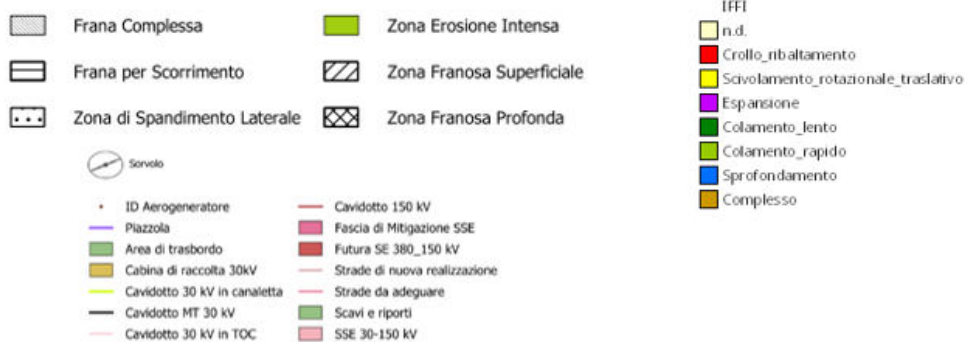 Frana Complessa
Frana per Scorrimento
Zona di Spandimento Laterale
Zona Erosione Intensa
Zona Franosa Superficiale
Zona Franosa Profonda
Sorvolo
ID Aerogeneratore
Piazzola
Area di trasbordo
Cabina di raccolta 30kV
Cavidotto 30 kV in canaletta
Cavidotto MT 30 kV
Cavidotto 30 kV in TOC
Cavidotto 150 kV
Fascia di Mitigazione SSE
Futura SE 380_150 kV
Strade di nuova realizzazione
Strade da adeguare
Scavi e riporti
SSE 30-150 kV
IFFI
n.d.
Crollo_ribaltamento
Scivolamento_rotazionale_traslativo
Espansione
Colamento_lento
Colamento_rapido
Sprofondamento
Complesso